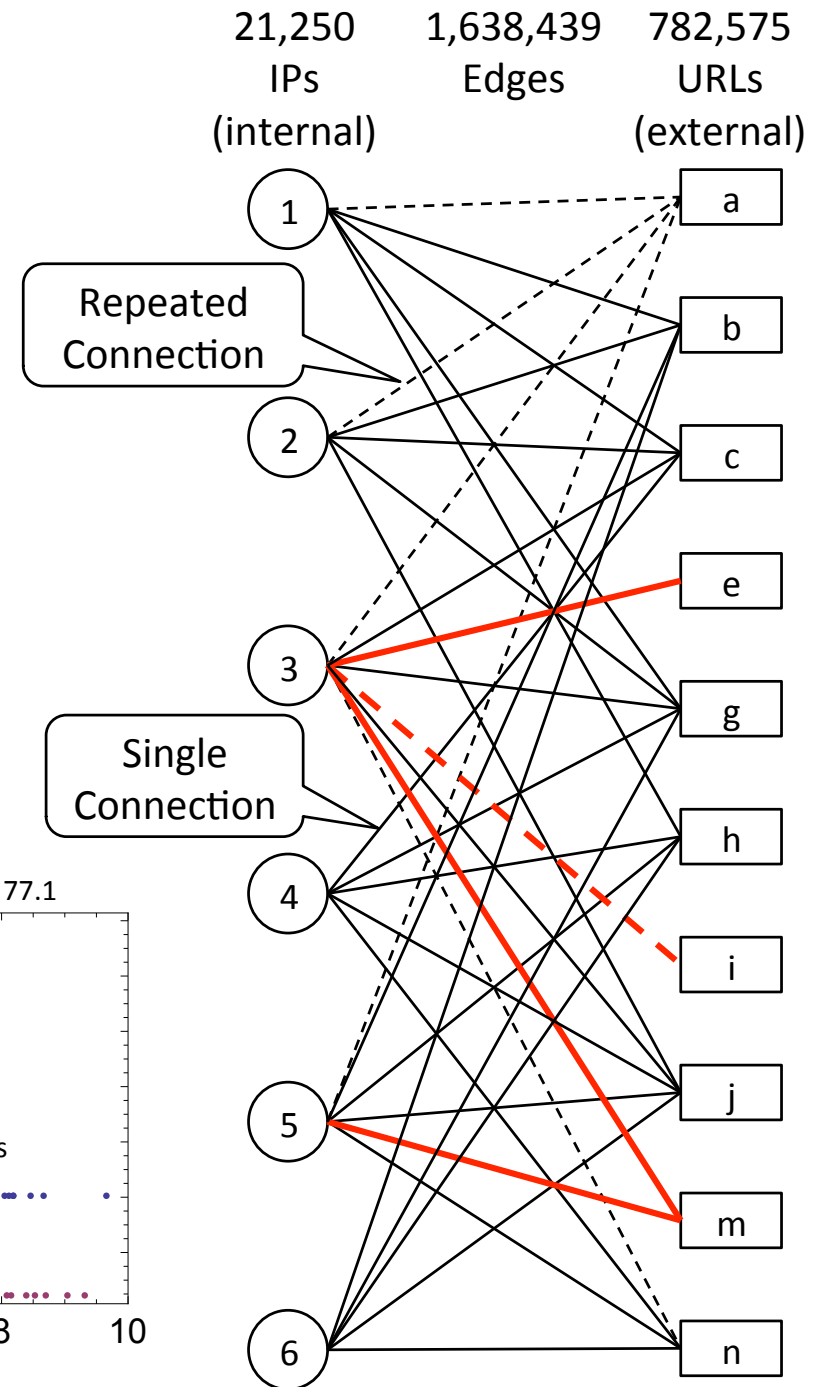 21,250 1,638,439 782,575
IPs Edges URLs
(internal) (external)
1
a
Repeated
Connection
b
2
c
e
3
g
Single
Connection
h
77.1
4
i
j
5
s
m
8 10
6
n